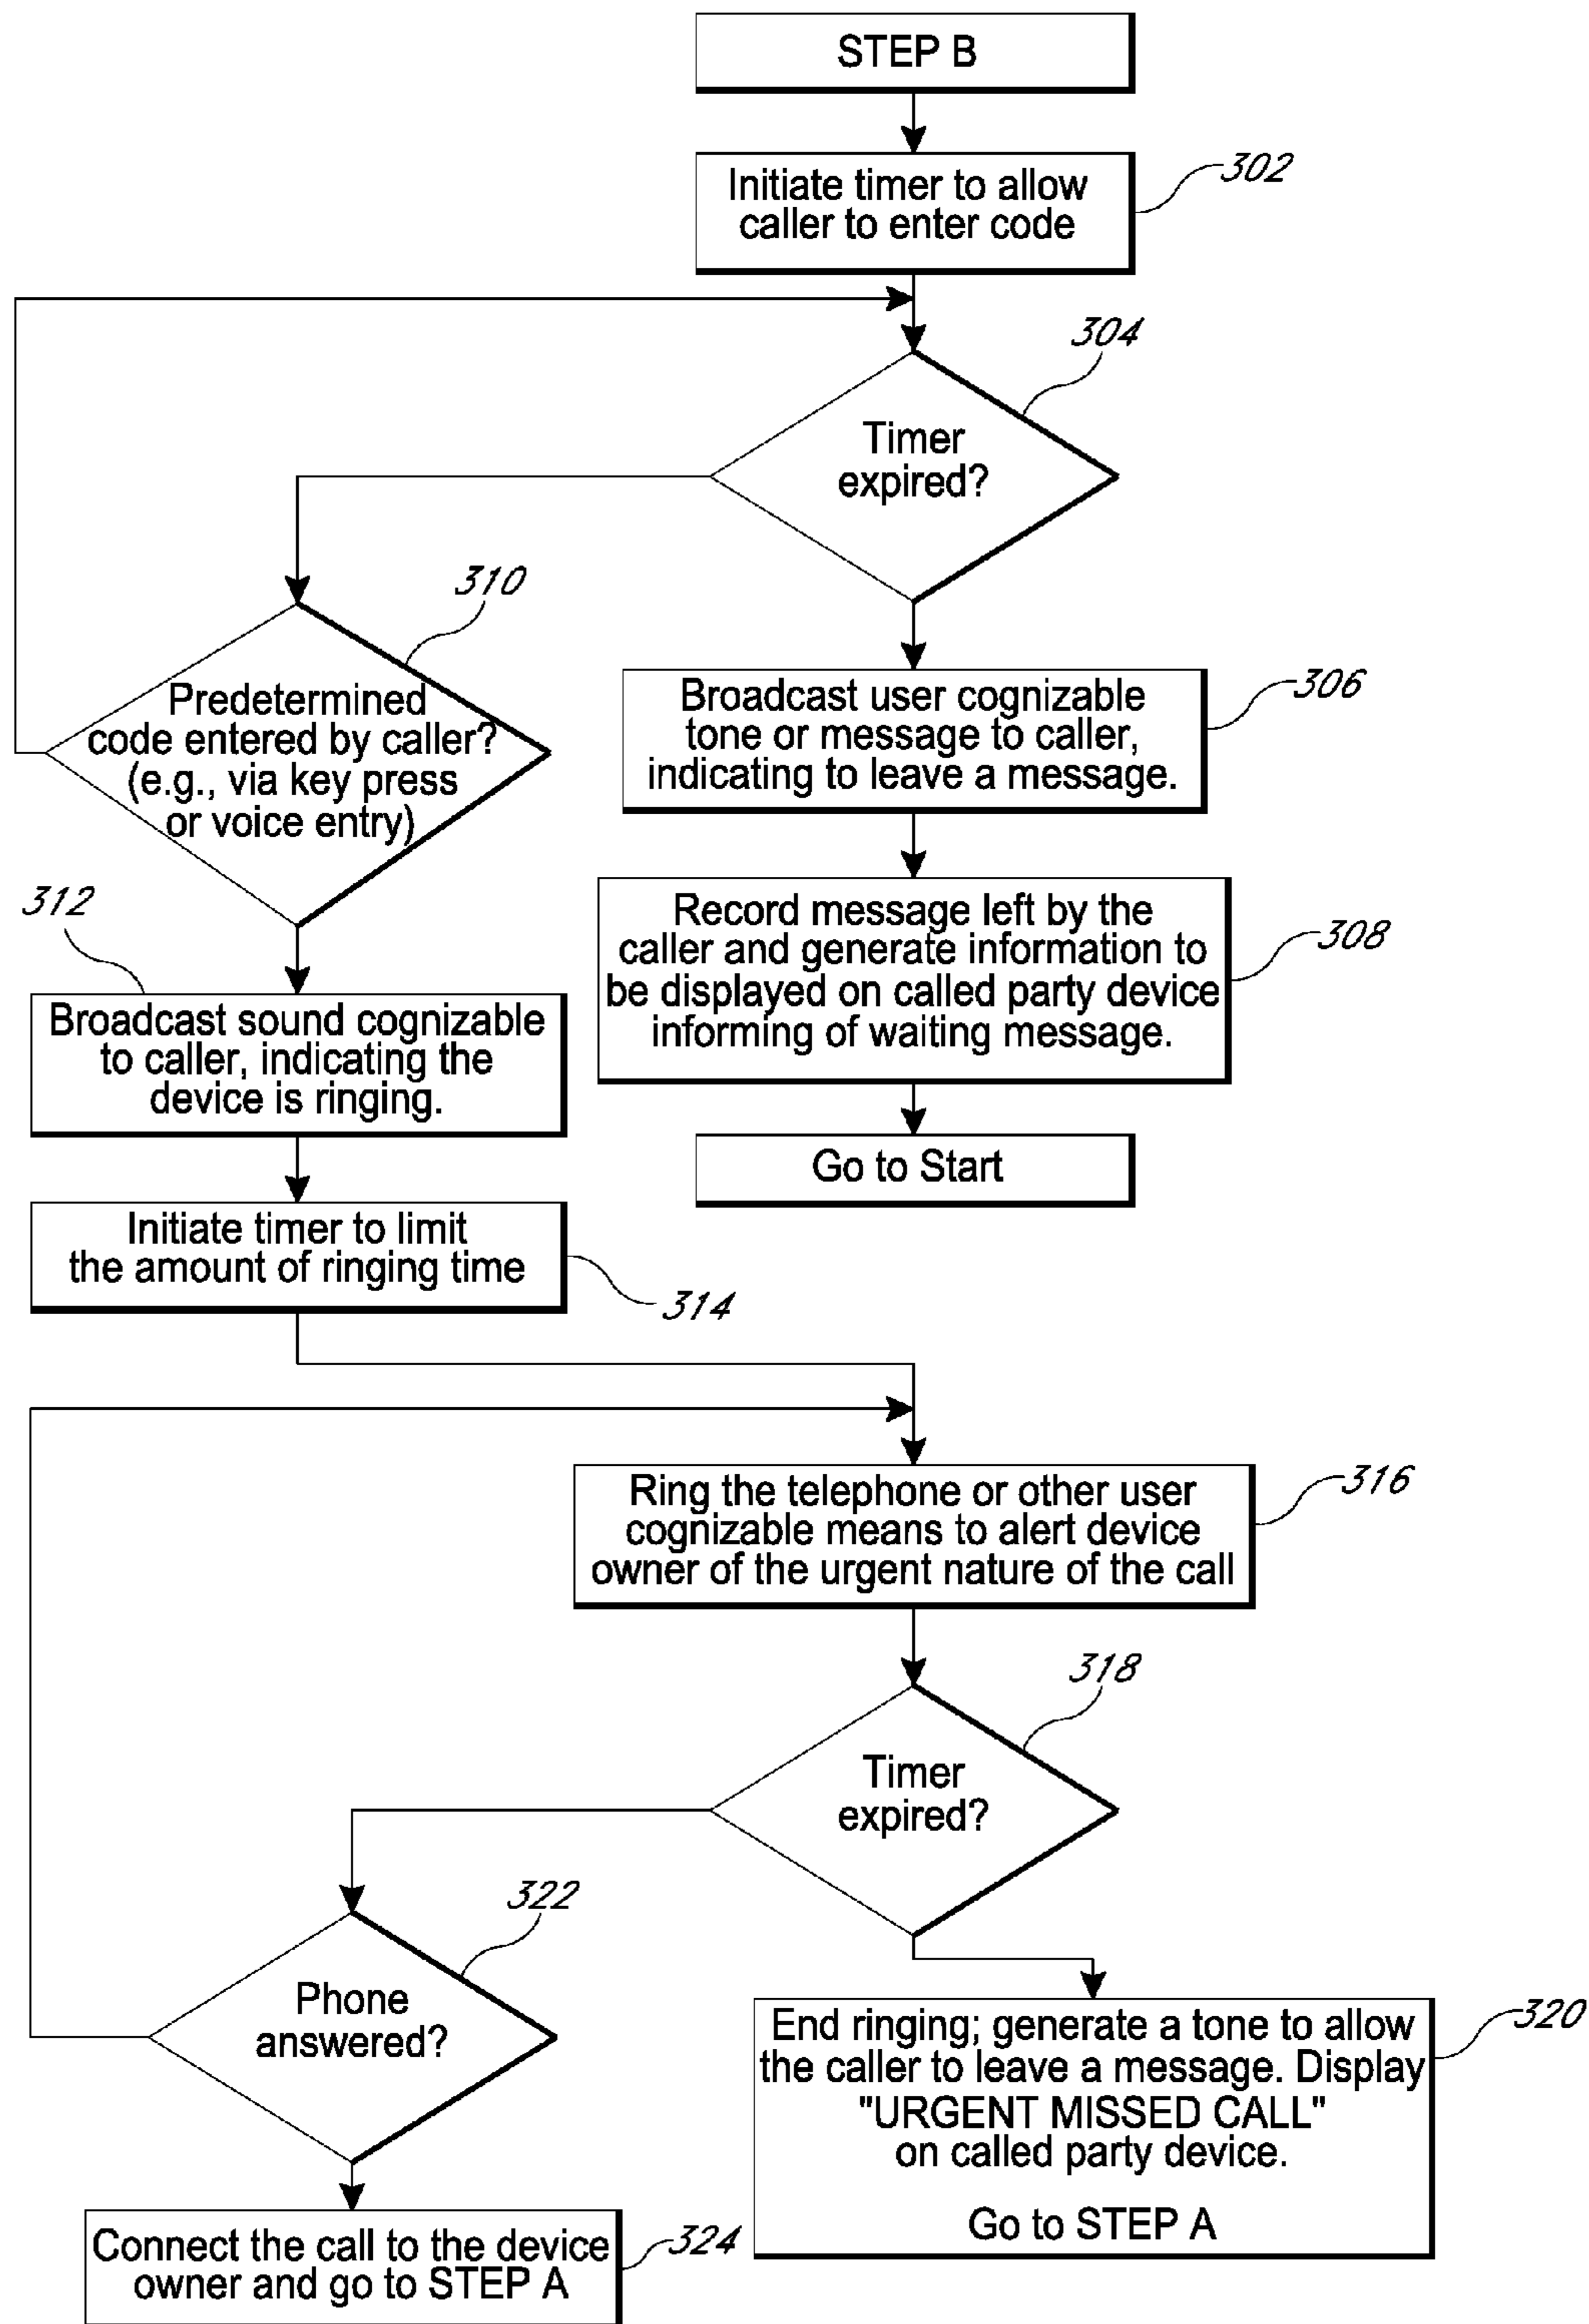 STEP B
Initiate timer to allow
caller to enter code
302
304
Timer
expired?
310
Predetermined
code entered by caller?
(e.g., via key press
or voice entry)
Broadcast user cognizable
tone or message to caller,
indicating to leave a message.
306
312
Record message left by the
caller and generate information to
be displayed on called party device
informing of waiting message.
308
Broadcast sound cognizable
to caller, indicating the
device is ringing.
Go to Start
Initiate timer to limit
the amount of ringing time
314
Ring the telephone or other user
cognizable means to alert device
owner of the urgent nature of the call
316
318
Timer
expired?
322
Phone
answered?
End ringing; generate a tone to allow
the caller to leave a message. Display
"URGENT MISSED CALL"
on called party device.
Go to STEP A
320
Connect the call to the device
owner and go to STEP A
324